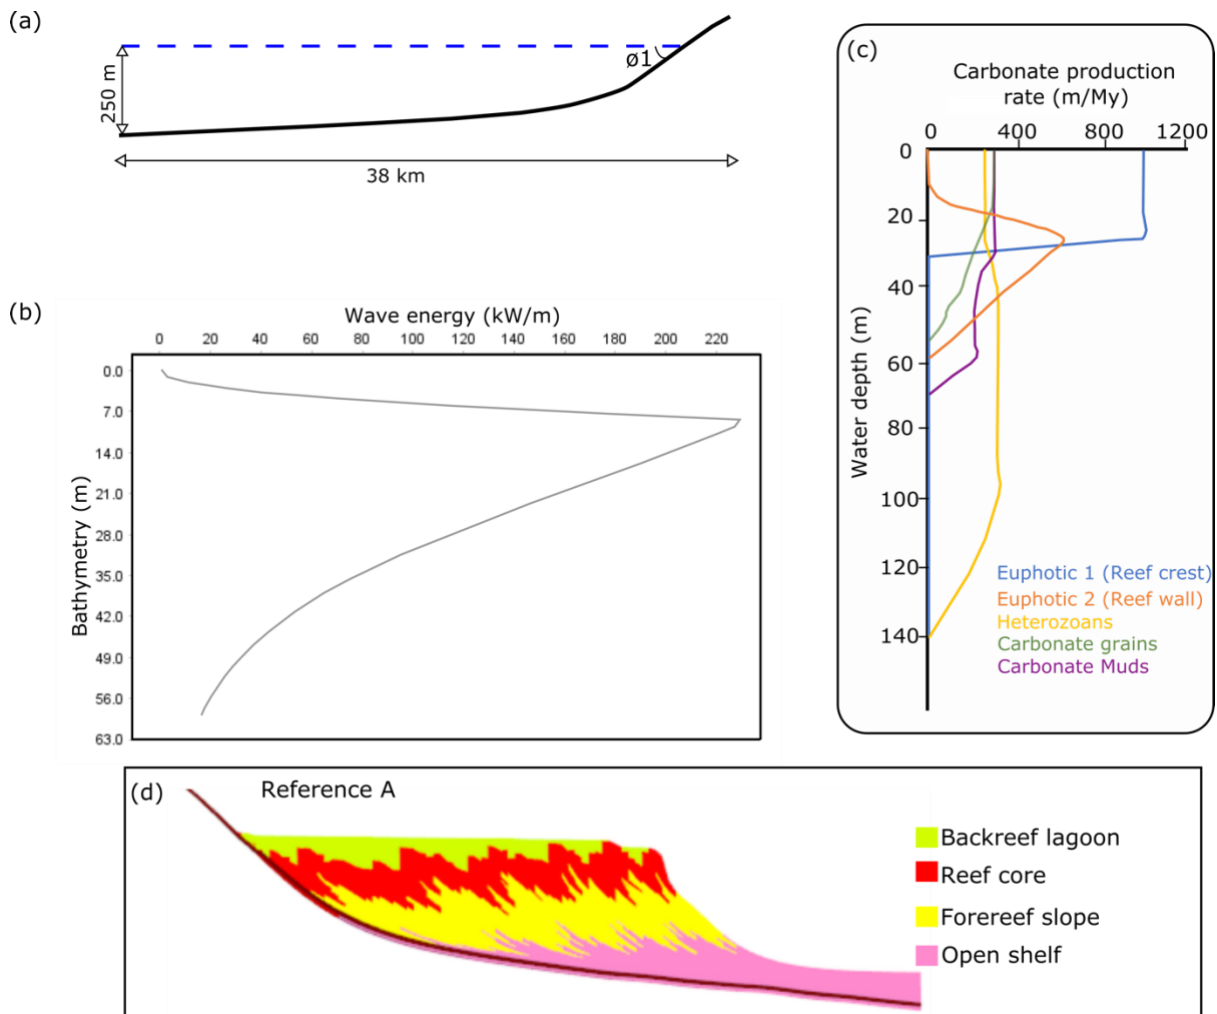 (a)
ø1
250 m
38 km
(b)
Wave energy (kW/m)
0 20 40 60 80 100 120 140 160 180 200 220
Bathymetry (m)
0.0
7.0
14.0
21.0
28.0
35.0
42.0
49.0
56.0
63.0
(c)
Carbonate production
rate (m/My)
0 400 800 1200
Water depth (m)
0
20
40
60
80
100
120
140
Euphotic 1 (Reef crest)
Euphotic 2 (Reef wall)
Heterozoans
Carbonate grains
Carbonate Muds
(d)
Reference A
Backreef lagoon
Reef core
Forereef slope
Open shelf